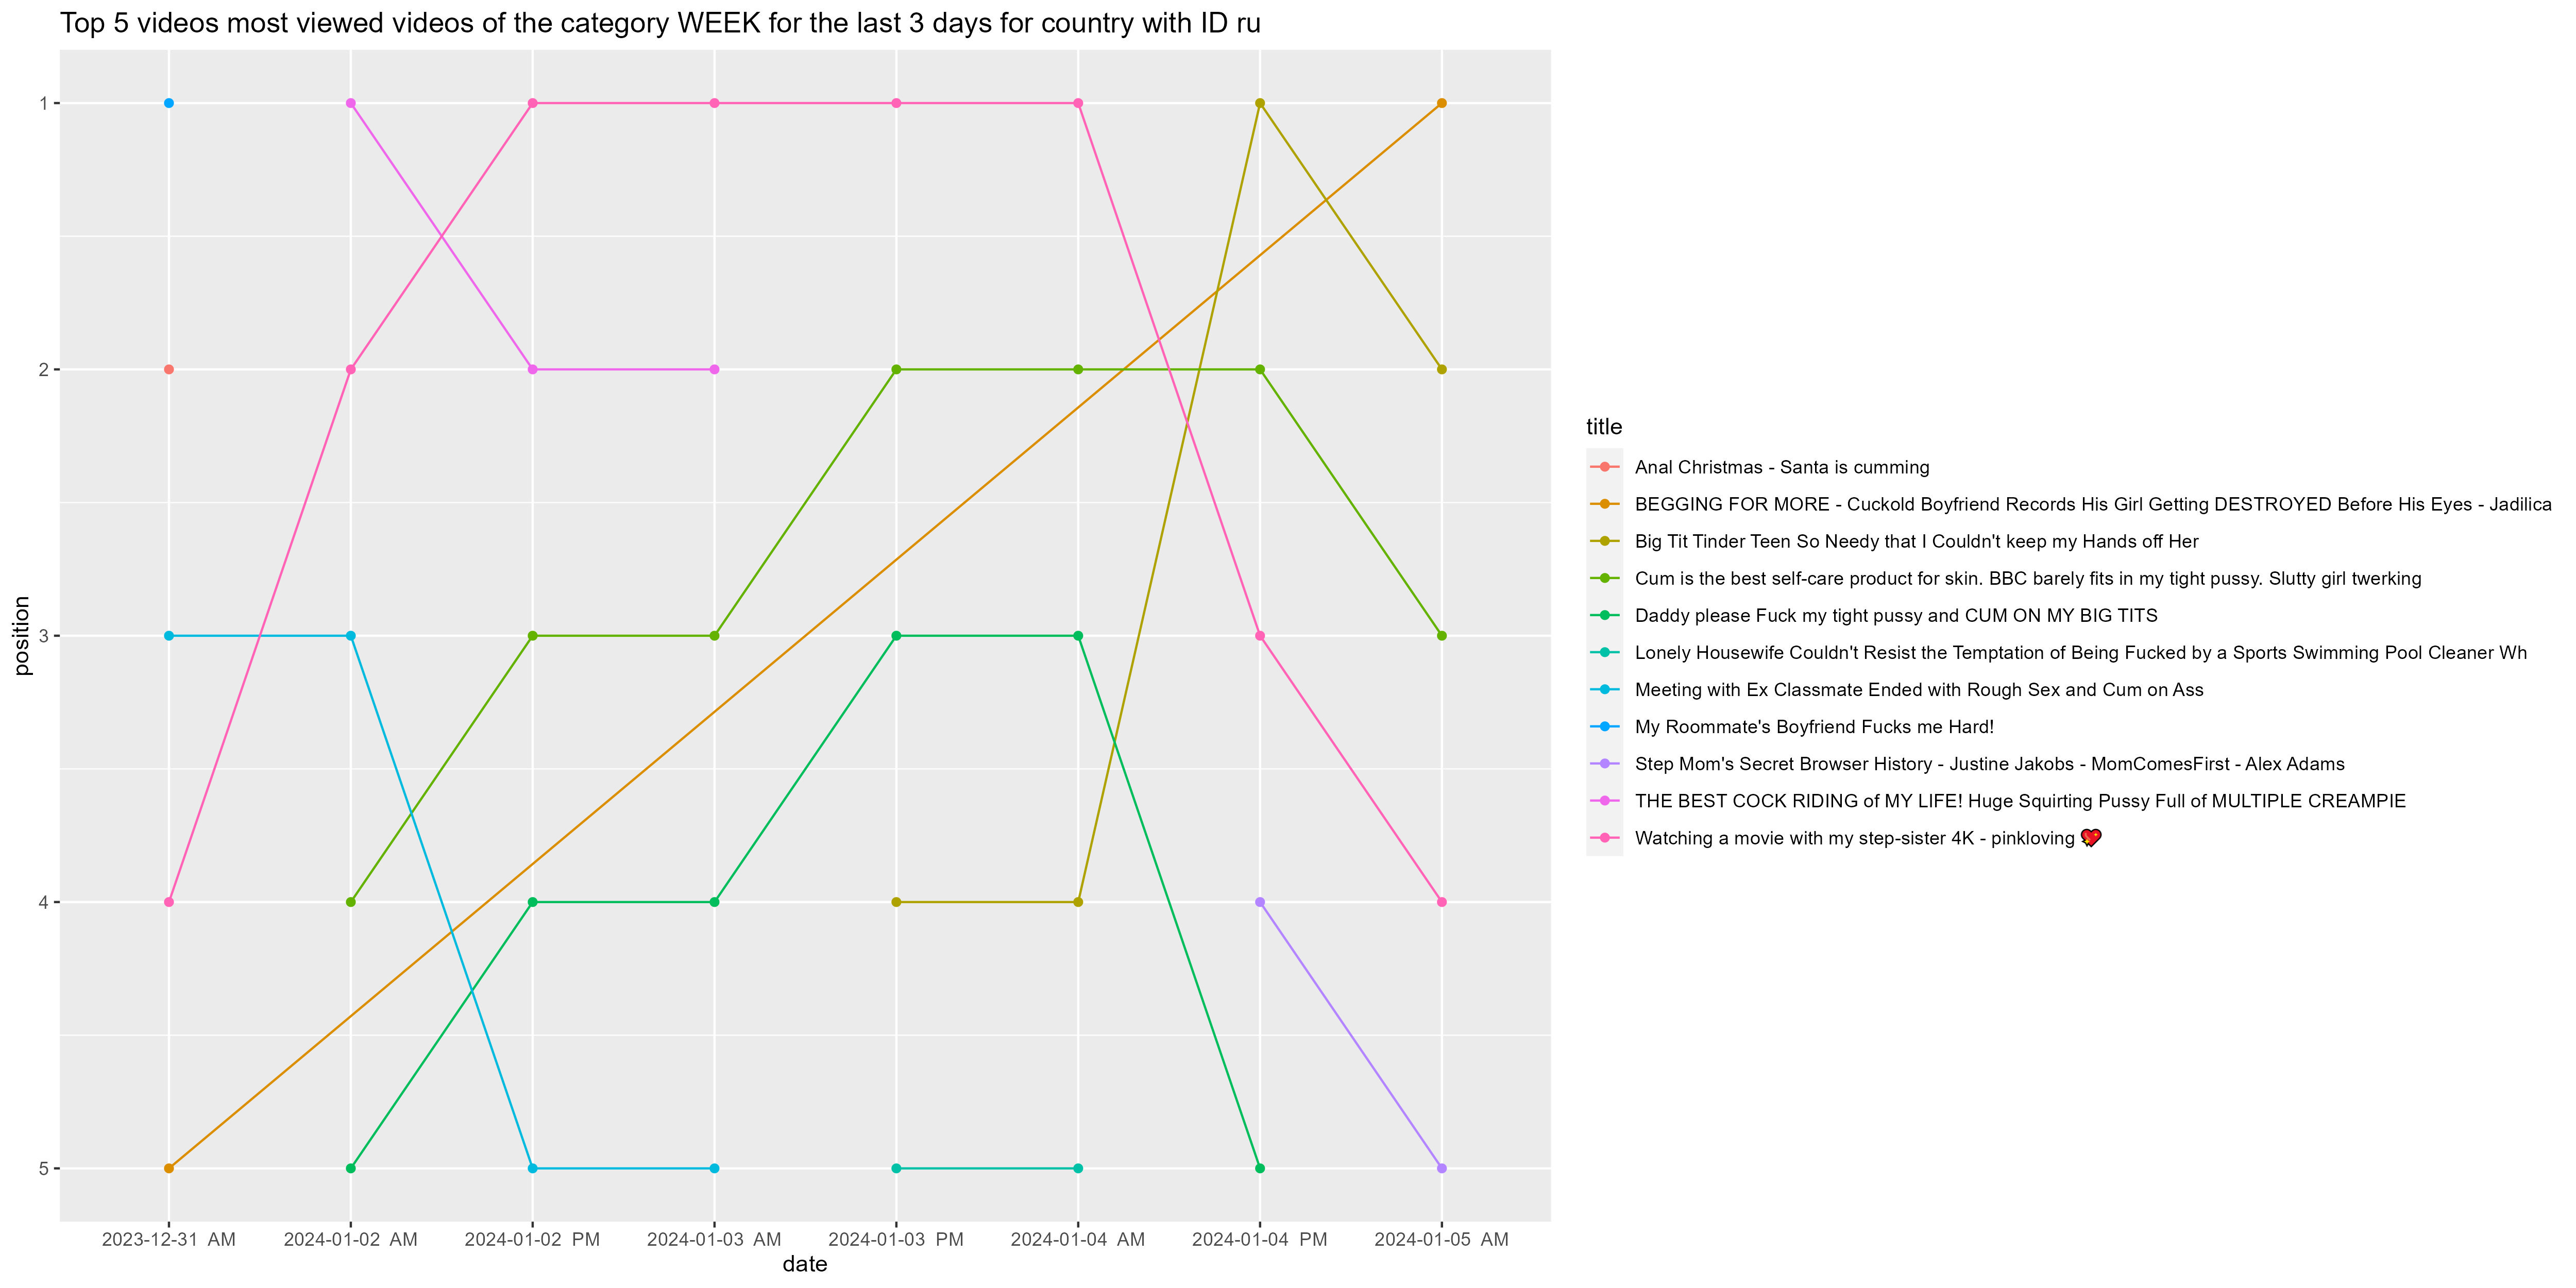 Top 5 videos most viewed videos of the category WEEK for the last 3 days for country with ID ru
position
1
2
3
4
5
2023-12-31 AM
2024-01-02 AM
2024-01-02 PM
2024-01-03 AM
2024-01-03 PM
2024-01-04 AM
2024-01-04 PM
2024-01-05 AM
date
title
Anal Christmas - Santa is cumming
BEGGING FOR MORE - Cuckold Boyfriend Records His Girl Getting DESTROYED Before His Eyes - Jadilica
Big Tit Tinder Teen So Needy that I Couldn't keep my Hands off Her
Cum is the best self-care product for skin. BBC barely fits in my tight pussy. Slutty girl twerking
Daddy please Fuck my tight pussy and CUM ON MY BIG TITS
Lonely Housewife Couldn't Resist the Temptation of Being Fucked by a Sports Swimming Pool Cleaner Wh
Meeting with Ex Classmate Ended with Rough Sex and Cum on Ass
My Roommate's Boyfriend Fucks me Hard!
Step Mom's Secret Browser History - Justine Jakobs - MomComesFirst - Alex Adams
THE BEST COCK RIDING of MY LIFE! Huge Squirting Pussy Full of MULTIPLE CREAMPIE
Watching a movie with my step-sister 4K - pinkloving 💖